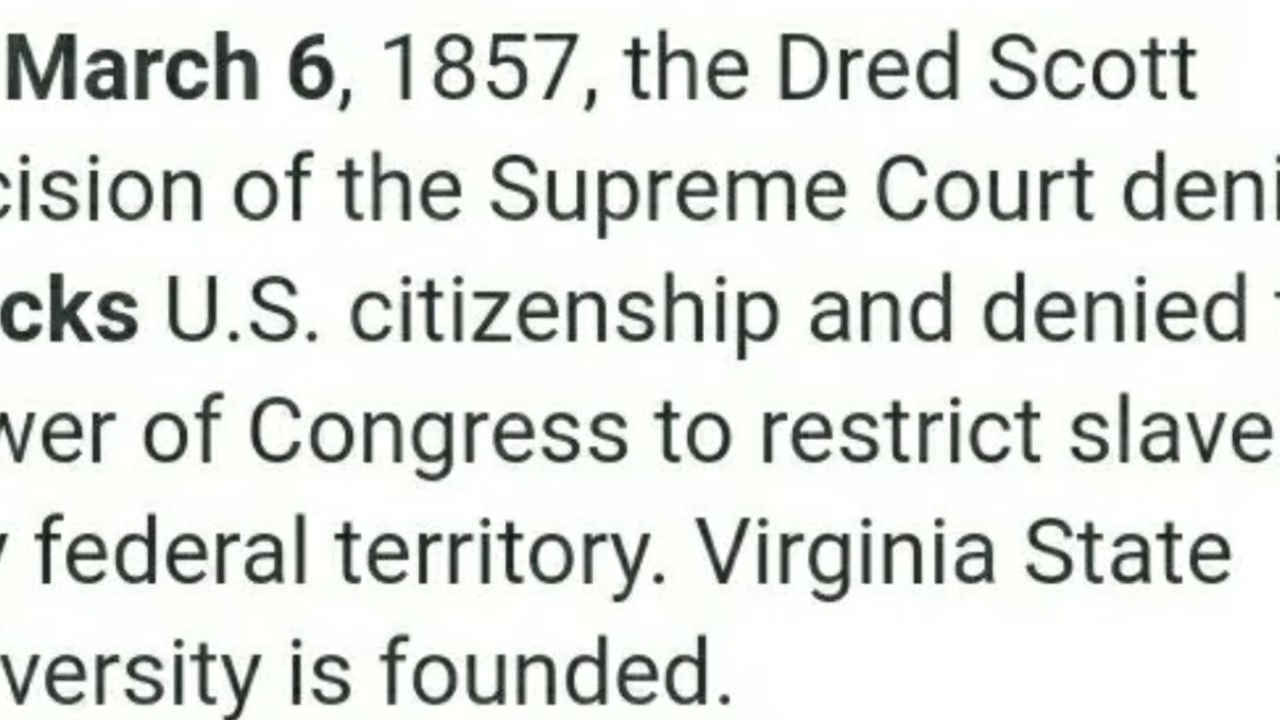 March 6, 1857, the Dred Scott
cision of the Supreme Court deni
cks U.S. citizenship and denied
wer of Congress to restrict slave
federal territory. Virginia State
versity is founded.